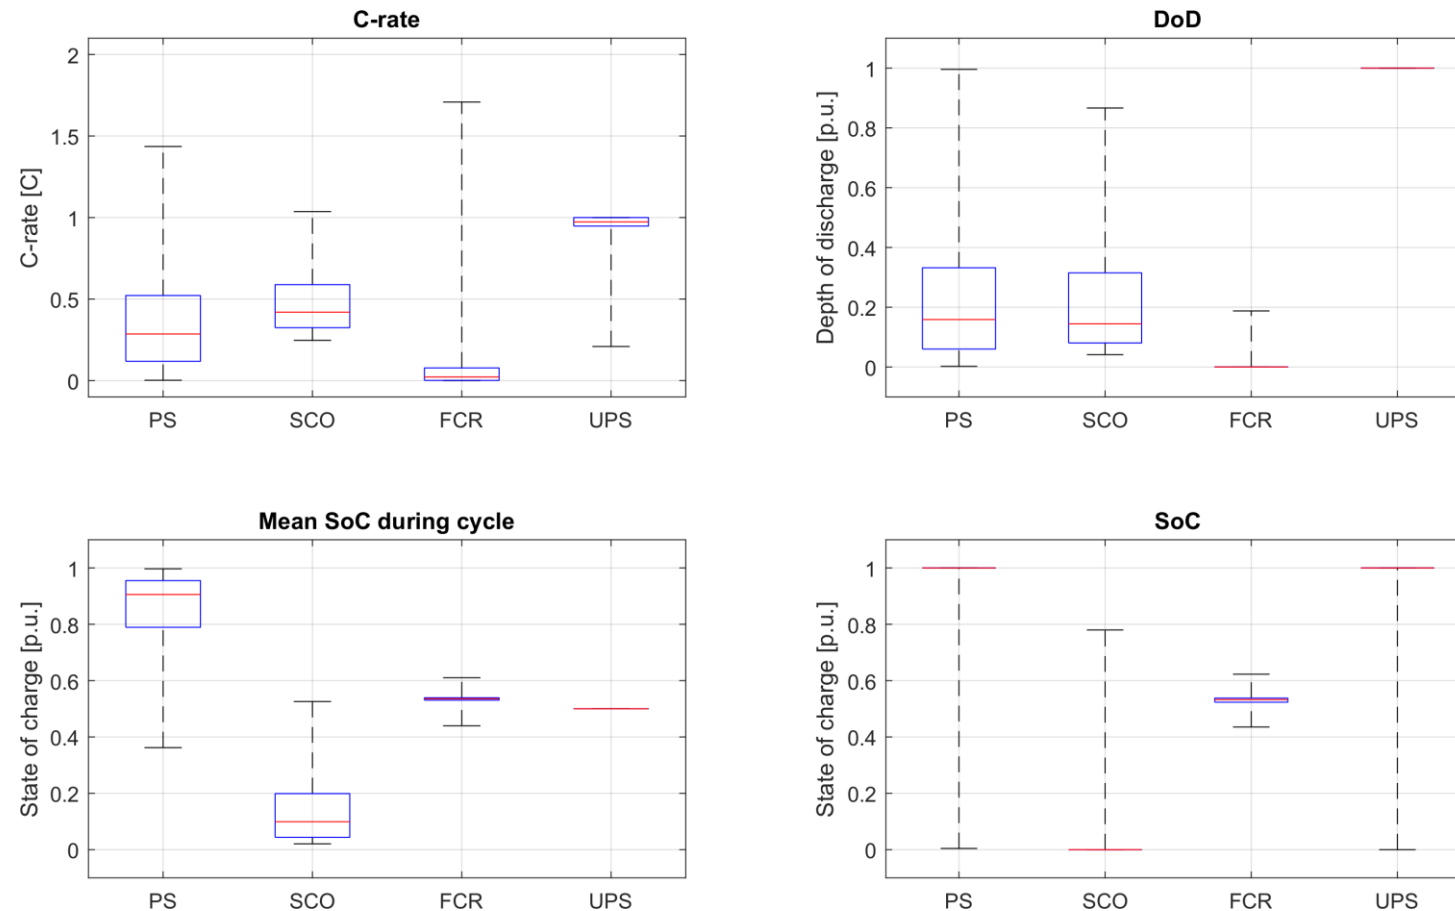 C-rate
2
1.5
1
0.5
0
C-rate [C]
PS SCO FCR UPS
DoD
1
0.8
0.6
0.4
0.2
0
Depth of discharge [p.u.]
PS SCO FCR UPS
Mean SoC during cycle
1
0.8
0.6
0.4
0.2
0
State of charge [p.u.]
PS SCO FCR UPS
SoC
1
0.8
0.6
0.4
0.2
0
State of charge [p.u.]
PS SCO FCR UPS